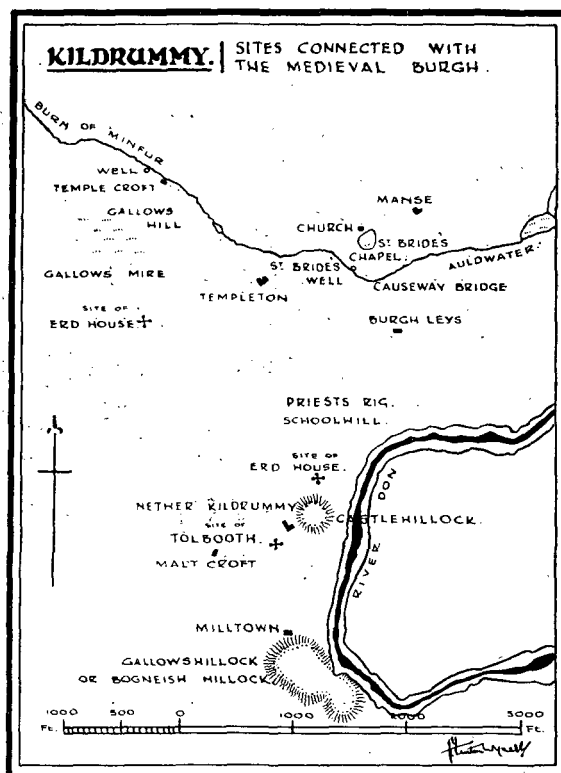 KILDRUMMY.
SITES CONNECTED WITH
THE MEDIEVAL BURGH.
BURN OF MINFUR
WELL
TEMPLE CROFT
GALLOWS
HILL
GALLOWS' MIRE
SITE OF
ERD HOUSE
MANSE
CHURCH
ST BRIDES
CHAPEL
ST BRIDES
WELL
AULDWATER
CAUSEWAY BRIDGE
TEMPLETON
BURGH LEYS
PRIESTS RIG.
SCHOOLHILL.
SITE OF
ERD HOUSE.
NETHER KILDRUMMY
CASTLEHILLOCK.
SITE OF
TOLBOOTH.
MALT CROFT
RIVER DON
MILLTOWN
GALLOWSHILLOCK
OR BOGNEISH HILLOCK
1000 0 1000 2000 3000
FT. FT.